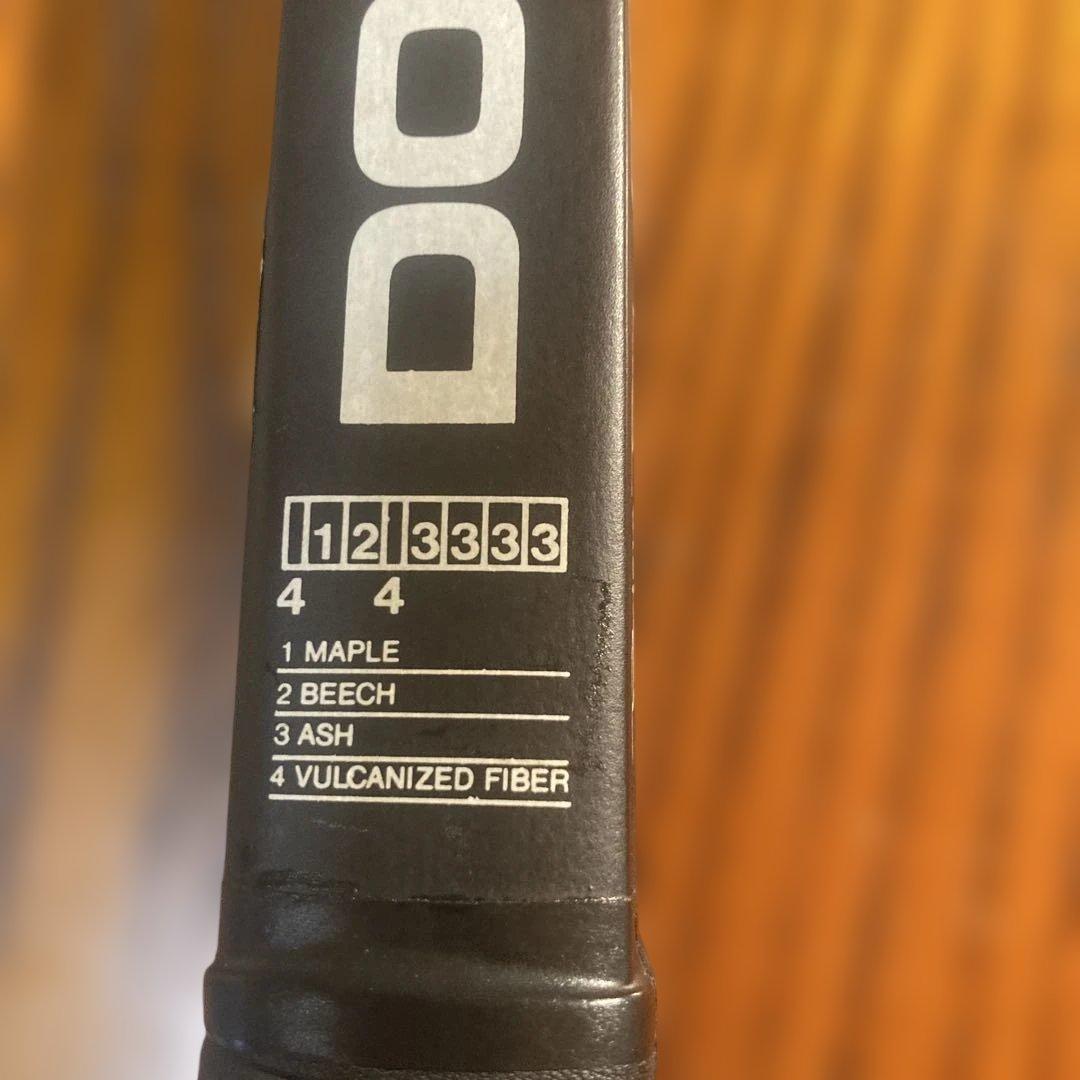 DO
1 2 3 3 3 3
4 4
1 MAPLE
2 BEECH
3 ASH
4 VULCANIZED FIBER